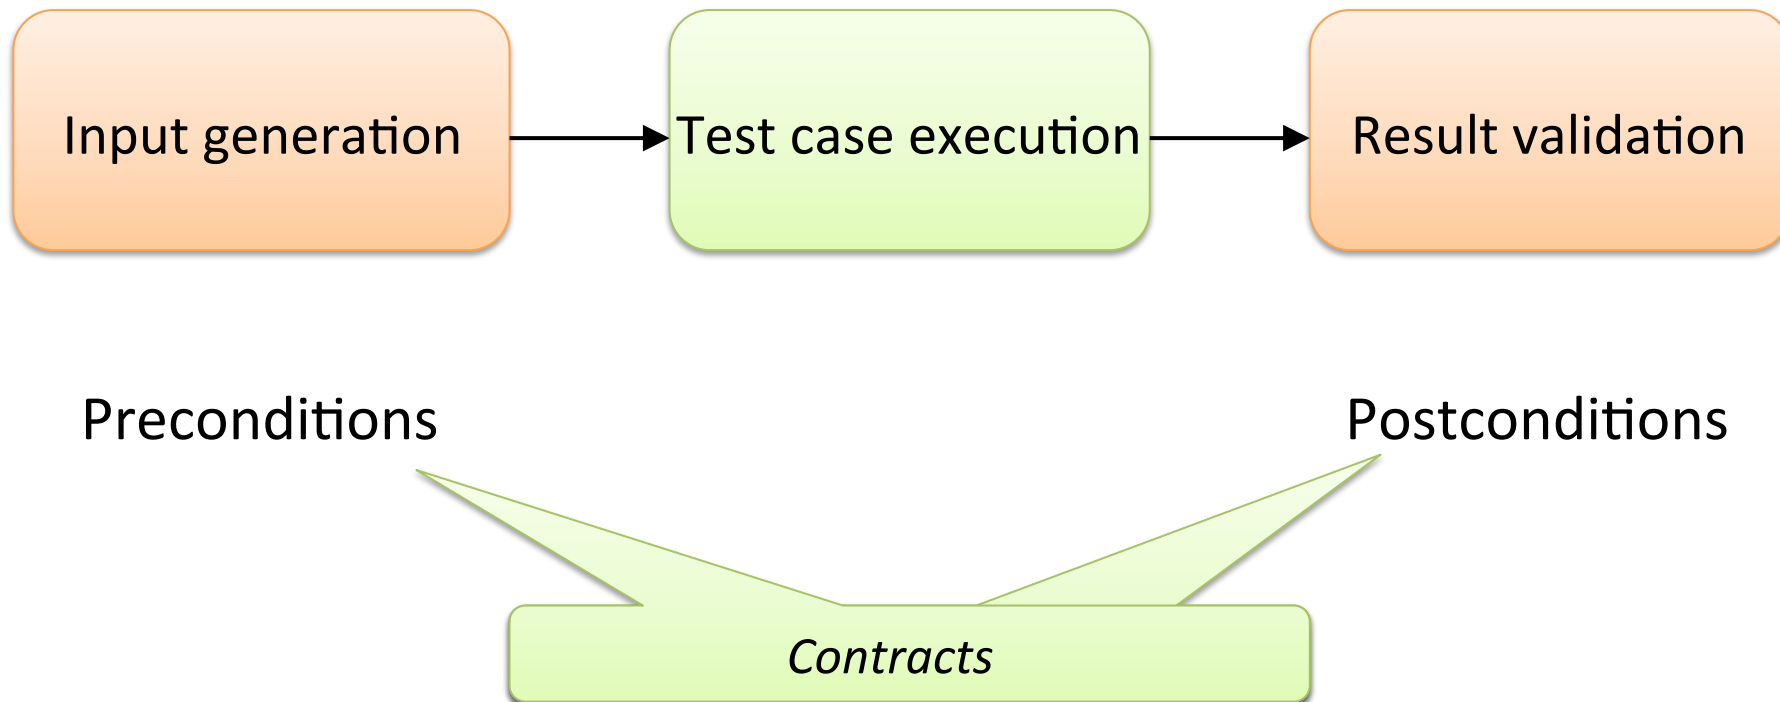 Input generation
Test case execution
Result validation
Preconditions
Postconditions
Contracts